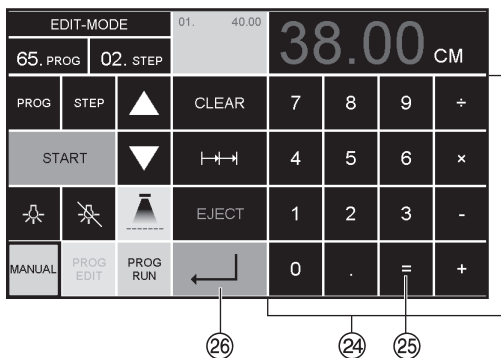 EDIT-MODE
01. 40.00
38.00 CM
65. PROG 02. STEP
PROG STEP CLEAR 7 8 9 ÷
START 4 5 6 ×
EJECT 1 2 3 -
MANUAL PROG EDIT PROG RUN 0 . = +
26 24 25